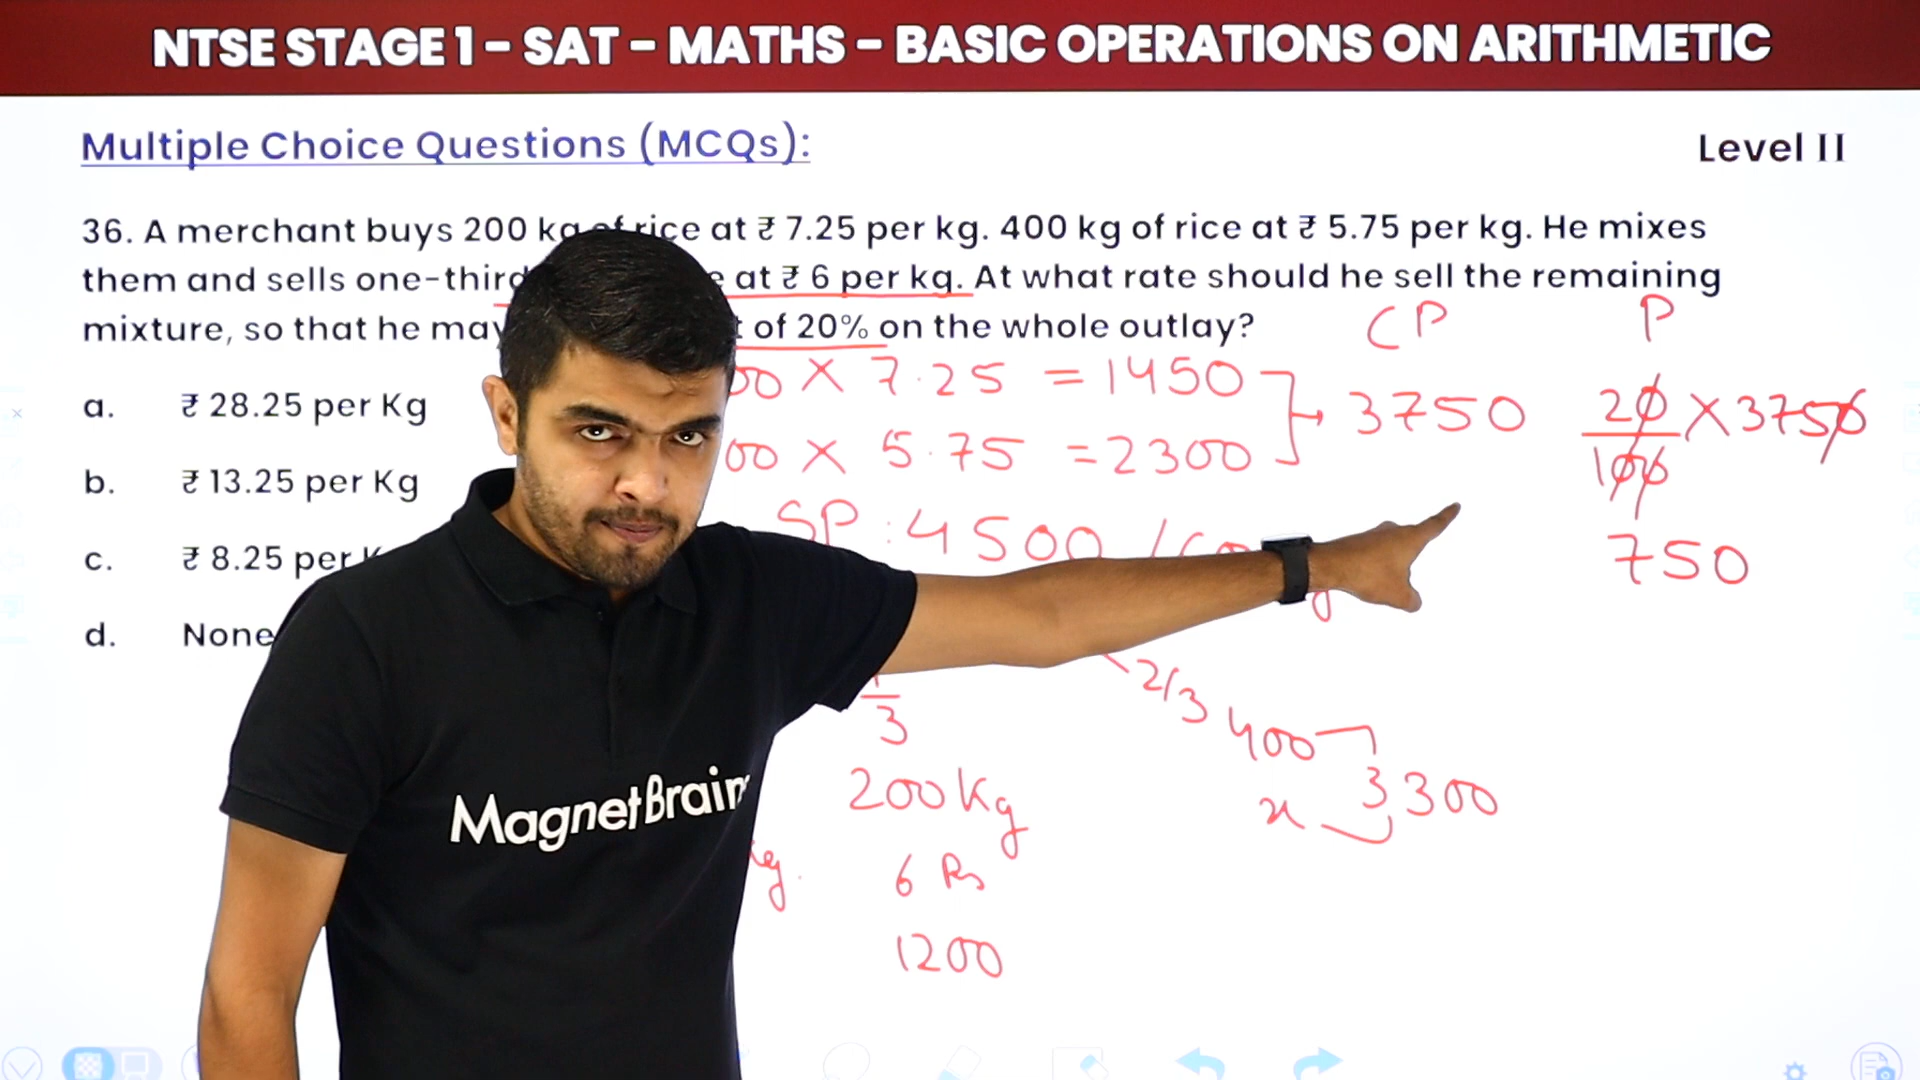 NTSE STAGE 1 – SAT – MATHS – BASIC OPERATIONS ON ARITHMETIC
Multiple Choice Questions (MCQs):
Level II
36. A merchant buys 200 kg of rice at ₹ 7.25 per kg. 400 kg of rice at ₹ 5.75 per kg. He mixes
them and sells one-third at ₹ 6 per kg. At what rate should he sell the remaining
mixture, so that he may of 20% on the whole outlay?
CP P
a. ₹ 28.25 per Kg
b. ₹ 13.25 per Kg
c. ₹ 8.25 per
d. None
00 × 7.25 = 1450
00 × 5.75 = 2300
3750
20/100 × 3750
SP : 4500
750
1/3
2/3
400
x
3300
200 Kg
6 Rs
1200
MagnetBrain